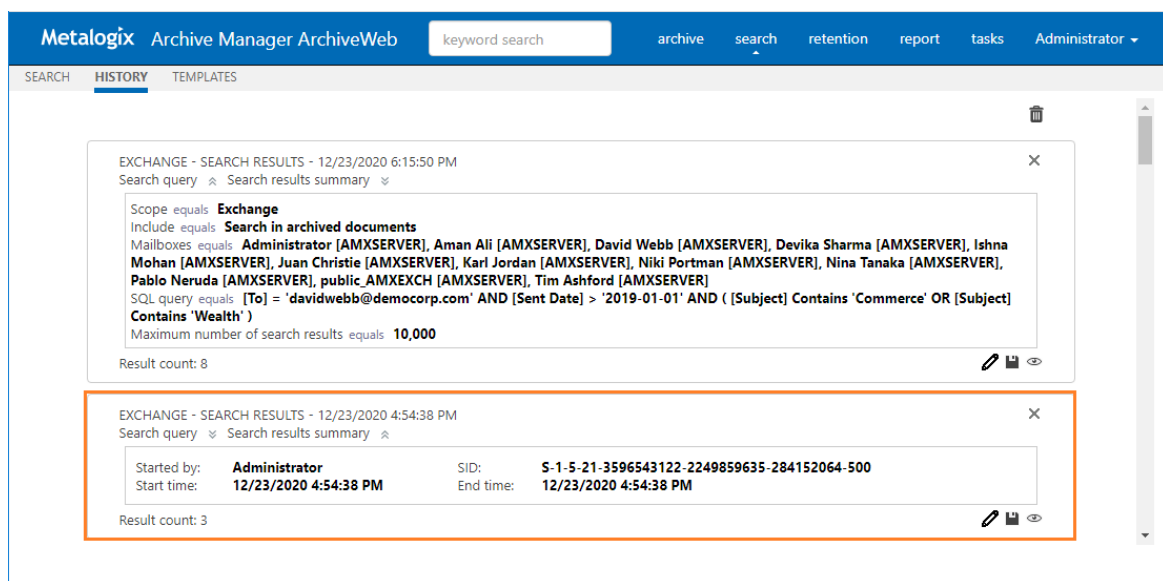 Metalogix Archive Manager ArchiveWeb keyword search archive search retention report tasks Administrator
SEARCH HISTORY TEMPLATES
EXCHANGE - SEARCH RESULTS - 12/23/2020 6:15:50 PM
Search query Search results summary
Scope equals Exchange
Include equals Search in archived documents
Mailboxes equals Administrator [AMXSERVER], Aman Ali [AMXSERVER], David Webb [AMXSERVER], Devika Sharma [AMXSERVER], Ishna
Mohan [AMXSERVER], Juan Christie [AMXSERVER], Karl Jordan [AMXSERVER], Niki Portman [AMXSERVER], Nina Tanaka [AMXSERVER],
Pablo Neruda [AMXSERVER], public_AMXEXCH [AMXSERVER], Tim Ashford [AMXSERVER]
SQL query equals [To] = 'davidwebb@democorp.com' AND [Sent Date] > '2019-01-01' AND ( [Subject] Contains 'Commerce' OR [Subject]
Contains 'Wealth' )
Maximum number of search results equals 10,000
Result count: 8
EXCHANGE - SEARCH RESULTS - 12/23/2020 4:54:38 PM
Search query Search results summary
Started by: Administrator SID: S-1-5-21-3596543122-2249859635-284152064-500
Start time: 12/23/2020 4:54:38 PM End time: 12/23/2020 4:54:38 PM
Result count: 3